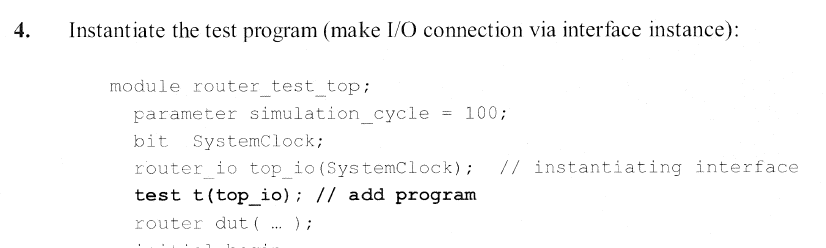 4. Instantiate the test program (make I/O connection via interface instance):
module router_test_top;
parameter simulation_cycle = 100;
bit SystemClock;
router_io top_io(SystemClock); // instantiating interface
test t(top_io); // add program
router dut( … );